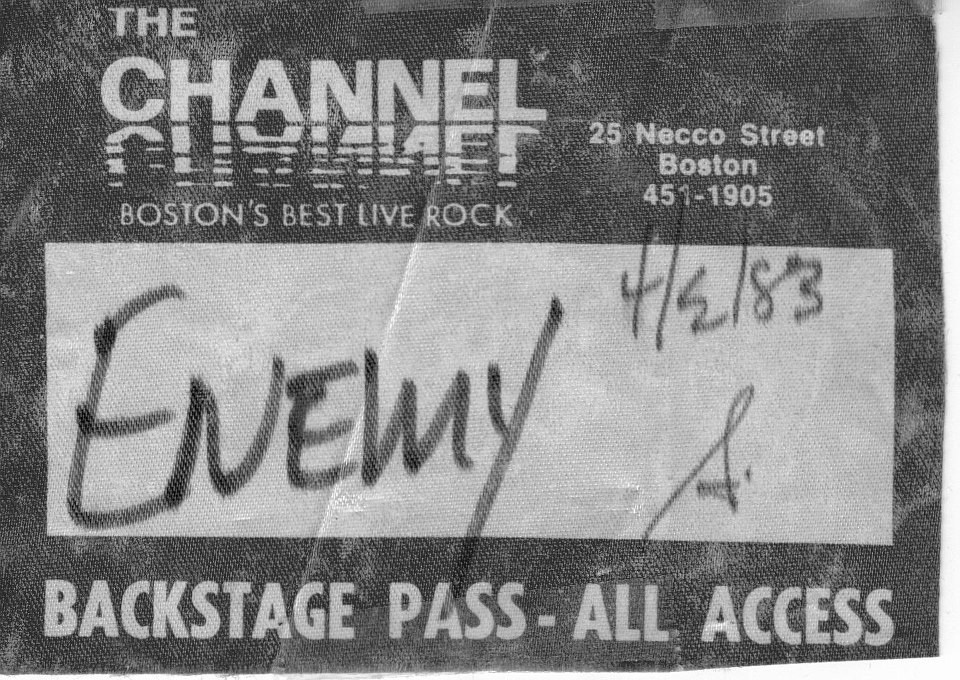 THE
CHANNEL
BOSTON'S BEST LIVE ROCK
25 Necco Street
Boston
451-1905
4/5/83
ENEMY
A.
BACKSTAGE PASS - ALL ACCESS